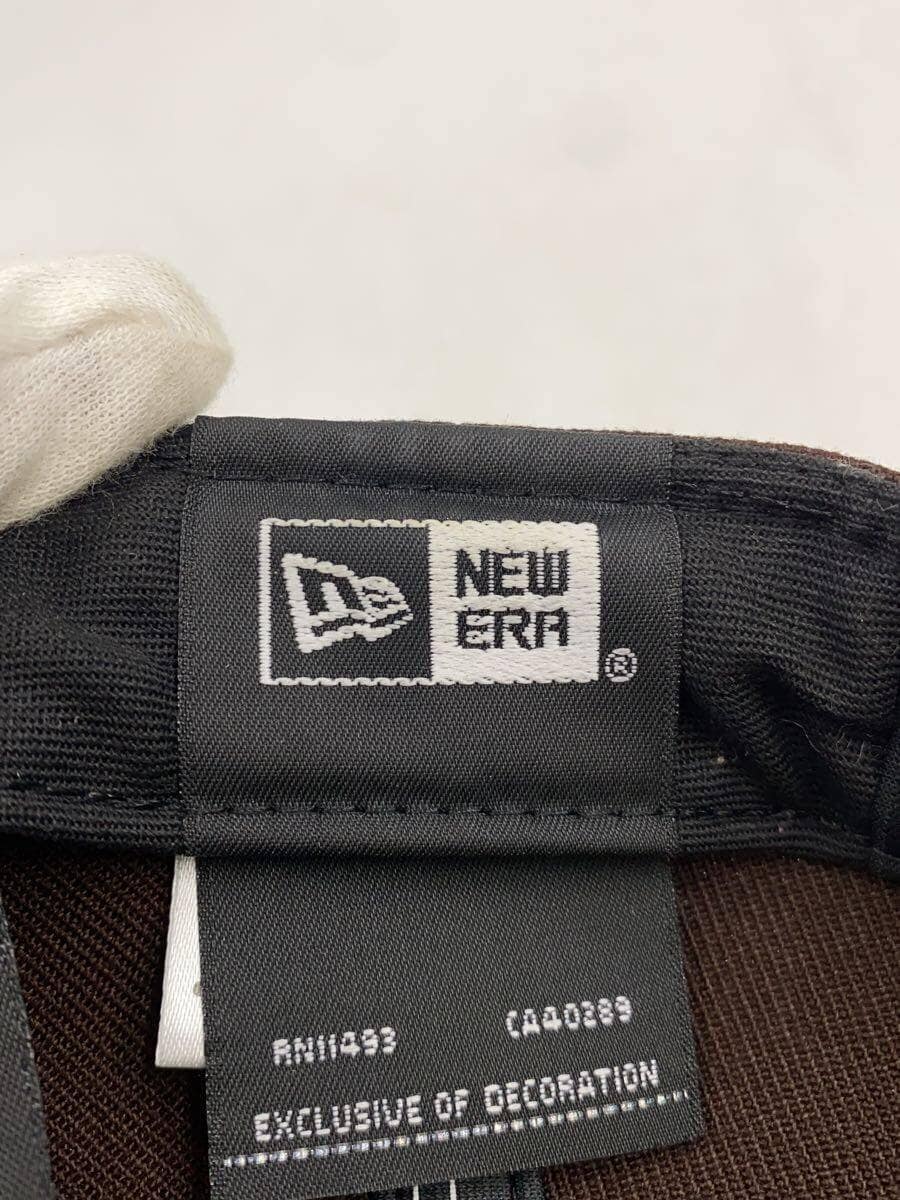 NEW
ERA
®
RN11493 CA40389
EXCLUSIVE OF DECORATION